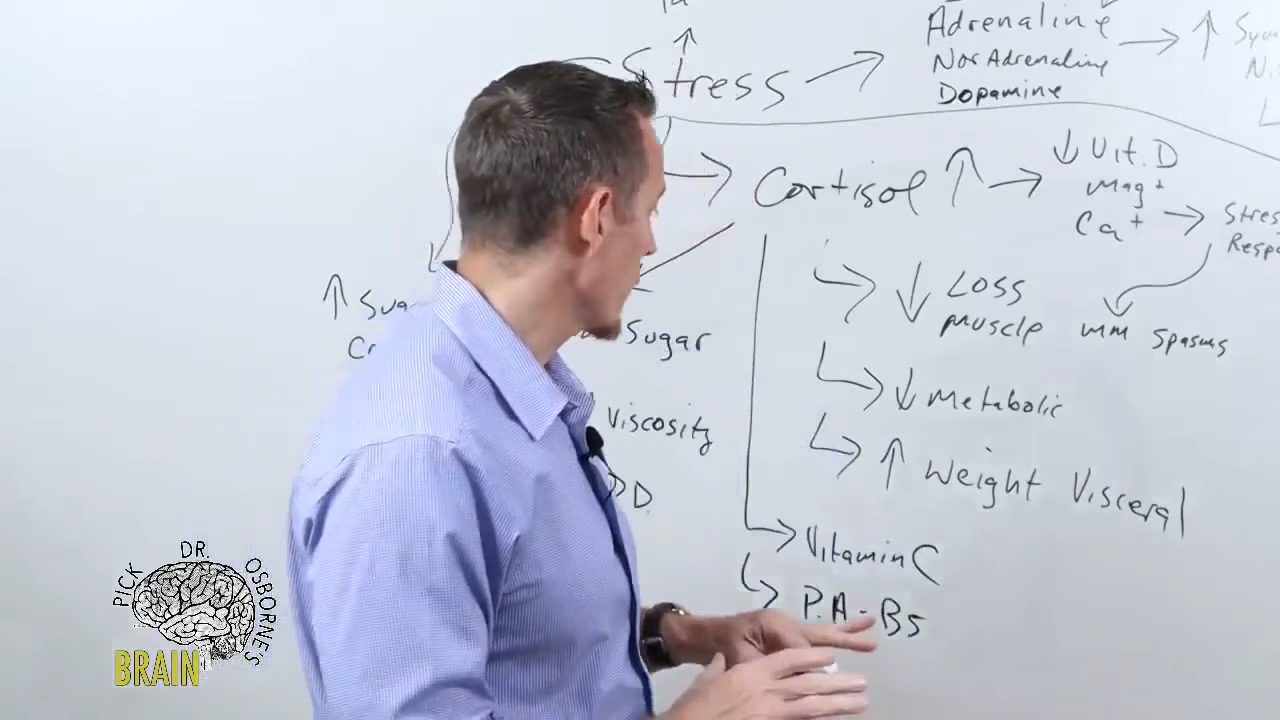 Adrenaline
Stress → Nor Adrenaline → ↑
Dopamine
Cortisol ↑ → ↓ Vit. D
Mag+
Ca+ →
↓ Loss
muscle
mm spasms
↑
Sugar
Viscosity
↓ Metabolic
↑ Weight Visceral
D
Vitamin C
P.A - B5
PICK DR. OSBORNE'S
BRAIN